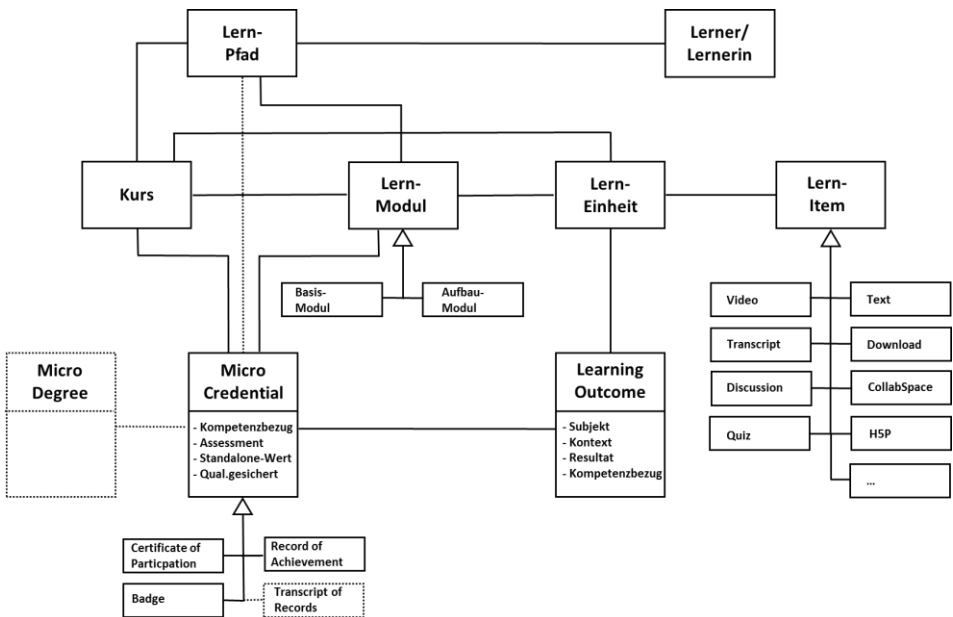 Lern-
Pfad
Lerner/
Lernerin
Kurs
Lern-
Modul
Lern-
Einheit
Lern-
Item
Basis-
Modul
Aufbau-
Modul
Video
Text
Transcript
Download
Discussion
CollabSpace
Quiz
H5P
...
Micro
Degree
Micro
Credential
- Kompetenzbezug
- Assessment
- Standalone-Wert
- Qual.gesichert
Learning
Outcome
- Subjekt
- Kontext
- Resultat
- Kompetenzbezug
Certificate of
Particpation
Record of
Achievement
Badge
Transcript of
Records